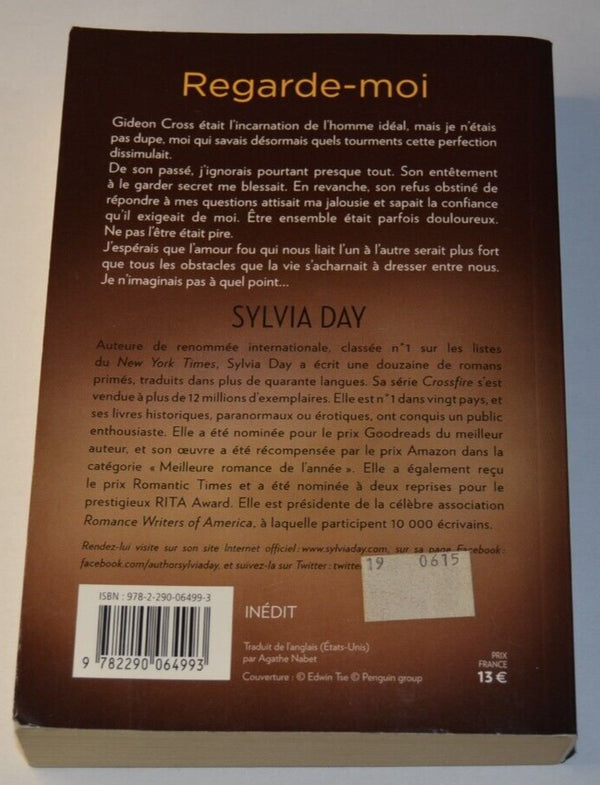 Regarde-moi
Gideon Cross était l'incarnation de l'homme idéal, mais je n'étais
pas dupe, moi qui savais désormais quels tourments cette perfection
dissimulait.
De son passé, j'ignorais pourtant presque tout. Son entêtement
à le garder secret me blessait. En revanche, son refus obstiné de
répondre à mes questions attisait ma jalousie et sapait la confiance
qu'il exigeait de moi. Être ensemble était parfois douloureux.
Ne pas l'être était pire.
J'espérais que l'amour fou qui nous liait l'un à l'autre serait plus fort
que tous les obstacles que la vie s'acharnait à dresser entre nous.
Je n'imaginais pas à quel point...
SYLVIA DAY
Auteure de renommée internationale, classée n°1 sur les listes
du New York Times, Sylvia Day a écrit une douzaine de romans
primés, traduits dans plus de quarante langues. Sa série Crossfire s'est
vendue à plus de 12 millions d'exemplaires. Elle est n°1 dans vingt pays, et
ses livres historiques, paranormaux ou érotiques, ont conquis un public
enthousiaste. Elle a été nominée pour le prix Goodreads du meilleur
auteur, et son œuvre a été récompensée par le prix Amazon dans la
catégorie « Meilleure romance de l'année ». Elle a également reçu
le prix Romantic Times et a été nominée à deux reprises pour le
prestigieux RITA Award. Elle est présidente de la célèbre association
Romance Writers of America, à laquelle participent 10 000 écrivains.
Rendez-lui visite sur son site Internet officiel : www.sylviaday.com, sur sa page Facebook :
facebook.com/authorsylviaday, et suivez-la sur Twitter : twitter
19 0615
ISBN : 978-2-290-06499-3
9 782290 064993
INÉDIT
Traduit de l'anglais (États-Unis)
par Agathe Nabet
Couverture : © Edwin Tse © Penguin group
PRIX
FRANCE
13 €